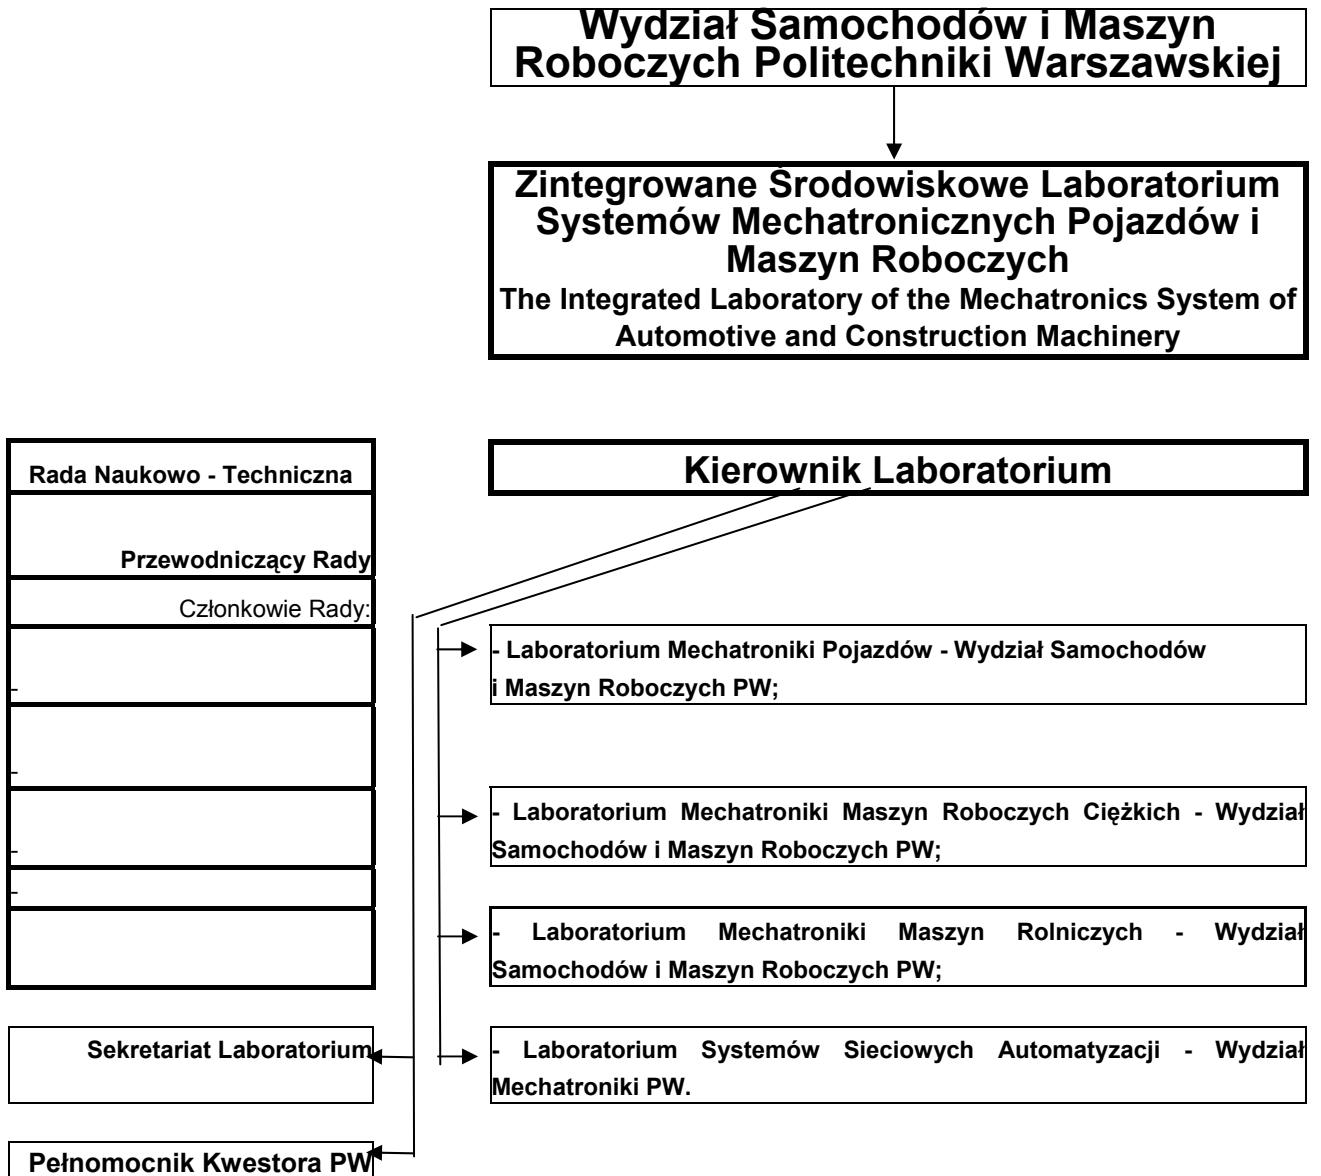 Wydział Samochodów i Maszyn
Roboczych Politechniki Warszawskiej
Zintegrowane Środowiskowe Laboratorium
Systemów Mechatronicznych Pojazdów i
Maszyn Roboczych
The Integrated Laboratory of the Mechatronics System of
Automotive and Construction Machinery
Rada Naukowo - Techniczna
Przewodniczący Rady
Członkowie Rady:
-
-
-
-
Kierownik Laboratorium
- Laboratorium Mechatroniki Pojazdów - Wydział Samochodów
i Maszyn Roboczych PW;
- Laboratorium Mechatroniki Maszyn Roboczych Ciężkich - Wydział
Samochodów i Maszyn Roboczych PW;
- Laboratorium Mechatroniki Maszyn Rolniczych - Wydział
Samochodów i Maszyn Roboczych PW;
- Laboratorium Systemów Sieciowych Automatyzacji - Wydział
Mechatroniki PW.
Sekretariat Laboratorium
Pełnomocnik Kwestora PW